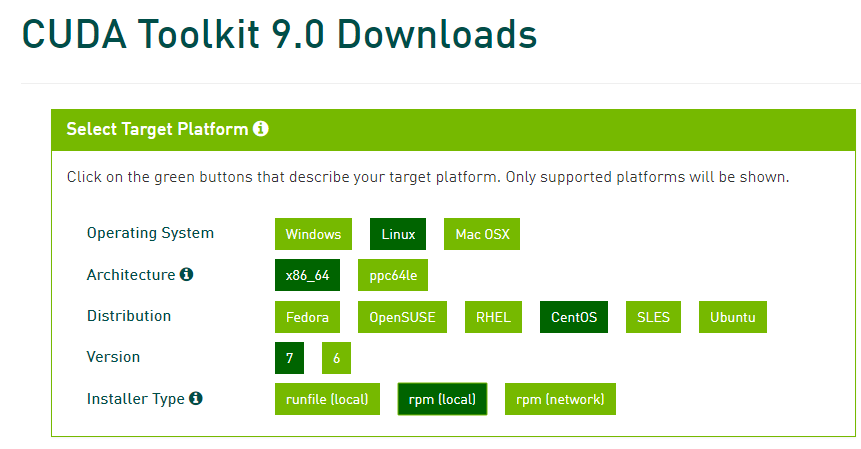 CUDA Toolkit 9.0 Downloads
Select Target Platform
Click on the green buttons that describe your target platform. Only supported platforms will be shown.
Operating System Windows Linux Mac OSX
Architecture x86_64 ppc64le
Distribution Fedora OpenSUSE RHEL CentOS SLES Ubuntu
Version 7 6
Installer Type runfile (local) rpm (local) rpm (network)